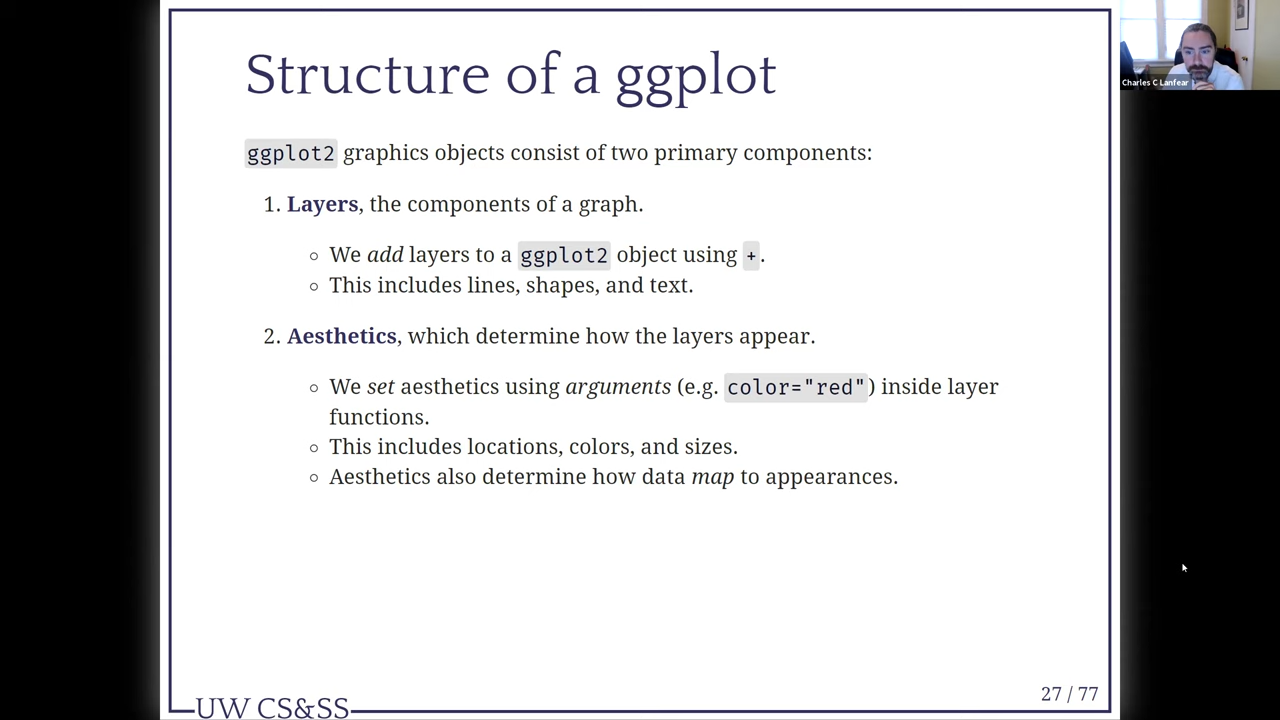 Structure of a ggplot
ggplot2 graphics objects consist of two primary components:
1. Layers, the components of a graph.
We add layers to a ggplot2 object using +.
This includes lines, shapes, and text.
2. Aesthetics, which determine how the layers appear.
We set aesthetics using arguments (e.g. color="red") inside layer
functions.
This includes locations, colors, and sizes.
Aesthetics also determine how data map to appearances.
27 / 77
UW CS&SS
Charles C Lanfear